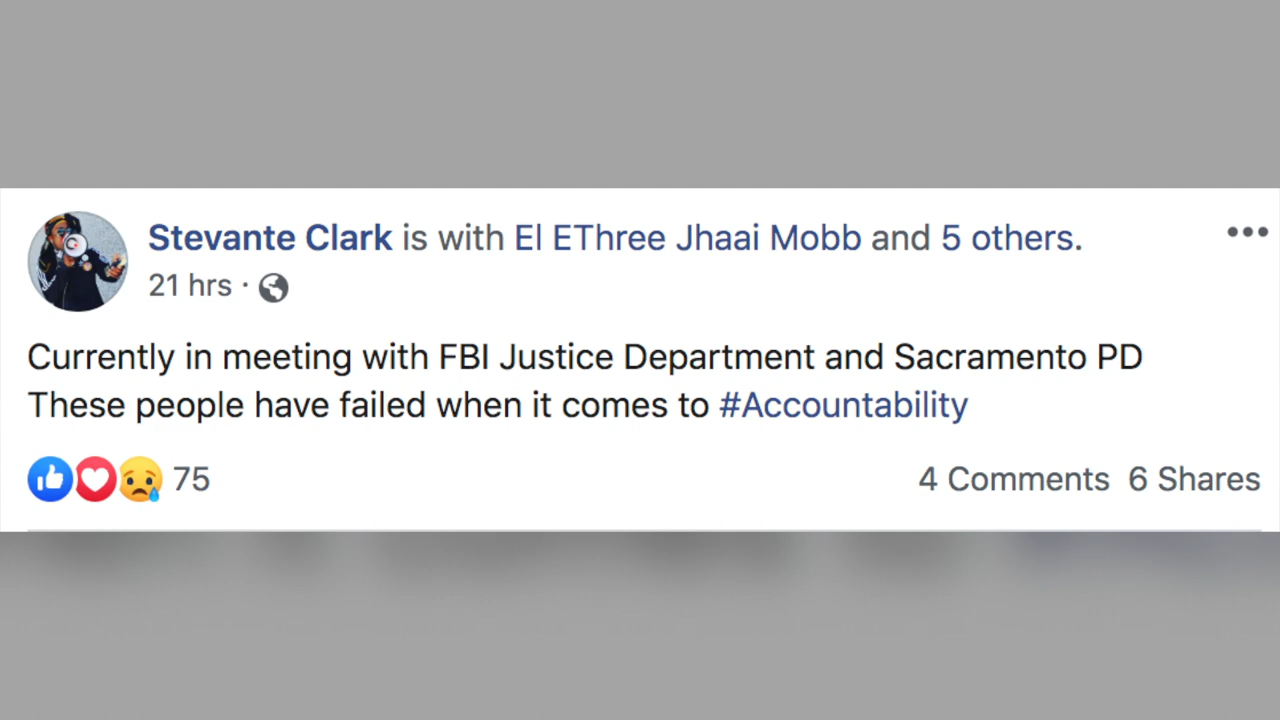 Stevante Clark is with El EThree Jhaai Mobb and 5 others.
21 hrs ·
Currently in meeting with FBI Justice Department and Sacramento PD
These people have failed when it comes to #Accountability
75 4 Comments 6 Shares